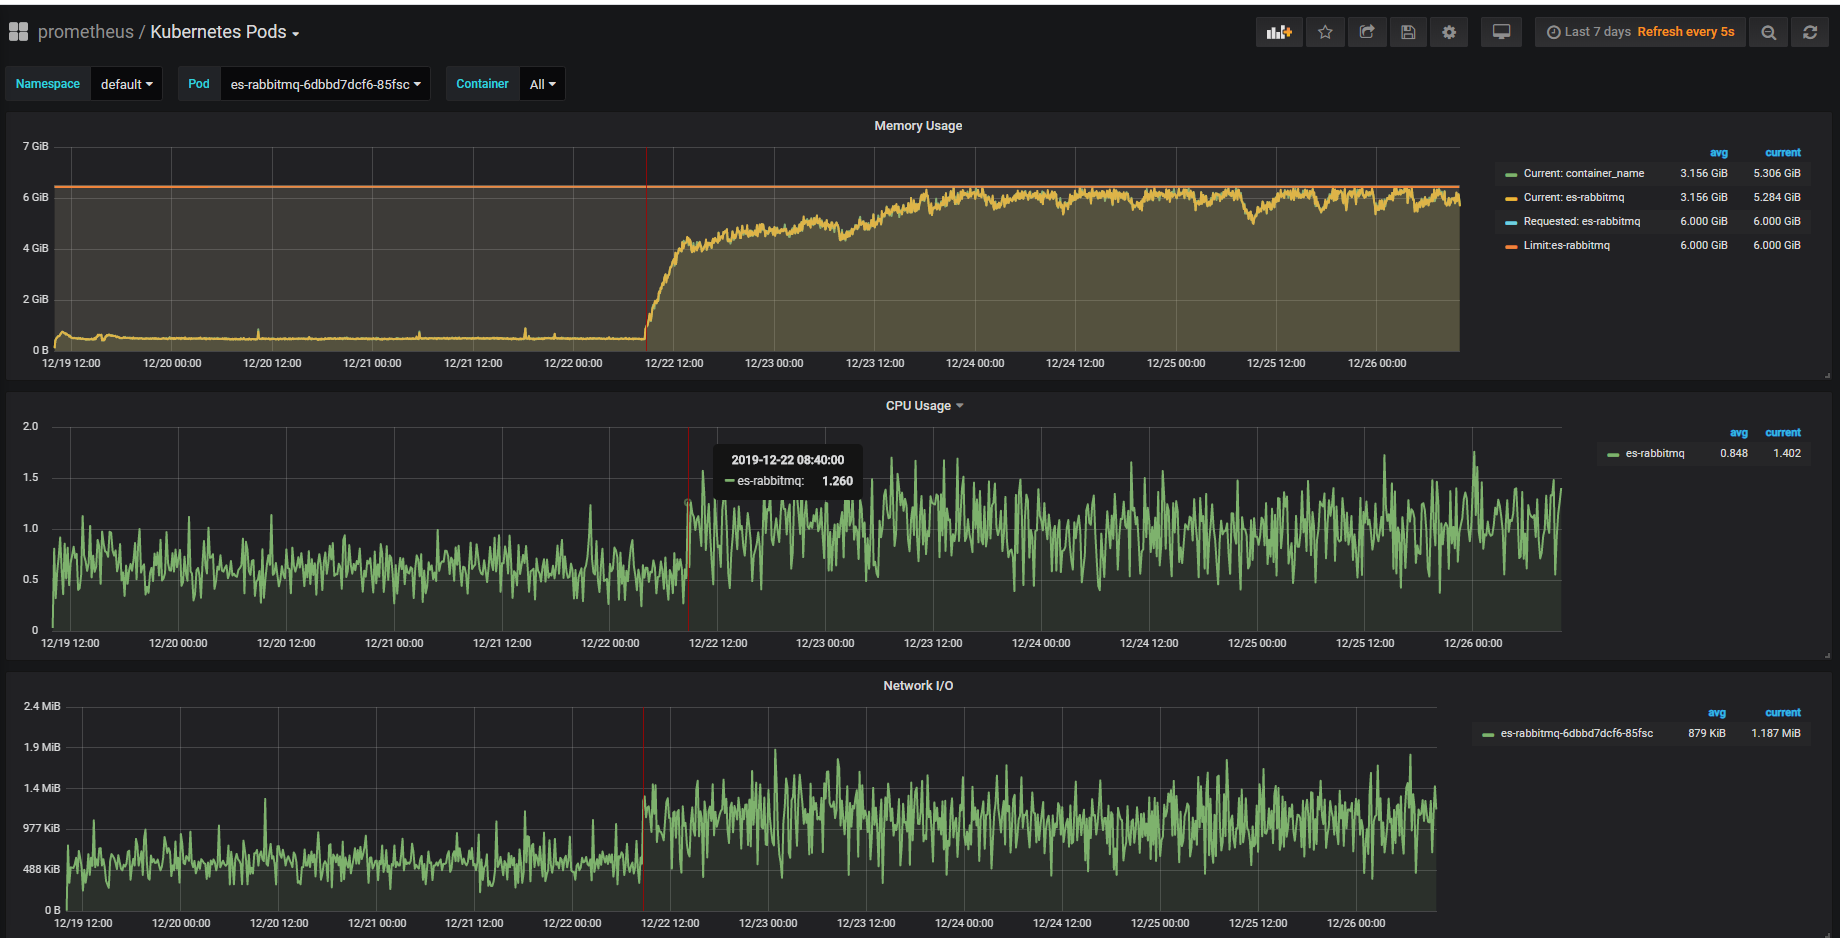 prometheus / Kubernetes Pods
Last 7 days Refresh every 5s
Namespace default Pod es-rabbitmq-6dbbd7dcf6-85fsc Container All
Memory Usage
7 GiB
6 GiB
4 GiB
2 GiB
0 B
12/19 12:00 12/20 00:00 12/20 12:00 12/21 00:00 12/21 12:00 12/22 00:00 12/22 12:00 12/23 00:00 12/23 12:00 12/24 00:00 12/24 12:00 12/25 00:00 12/25 12:00 12/26 00:00
avg current
Current: container_name 3.156 GiB 5.306 GiB
Current: es-rabbitmq 3.156 GiB 5.284 GiB
Requested: es-rabbitmq 6.000 GiB 6.000 GiB
Limit:es-rabbitmq 6.000 GiB 6.000 GiB
CPU Usage
2.0
1.5
1.0
0.5
0
12/19 12:00 12/20 00:00 12/20 12:00 12/21 00:00 12/21 12:00 12/22 00:00 12/22 12:00 12/23 00:00 12/23 12:00 12/24 00:00 12/24 12:00 12/25 00:00 12/25 12:00 12/26 00:00
2019-12-22 08:40:00
es-rabbitmq: 1.260
avg current
es-rabbitmq 0.848 1.402
Network I/O
2.4 MiB
1.9 MiB
1.4 MiB
977 KiB
488 KiB
0 B
12/19 12:00 12/20 00:00 12/20 12:00 12/21 00:00 12/21 12:00 12/22 00:00 12/22 12:00 12/23 00:00 12/23 12:00 12/24 00:00 12/24 12:00 12/25 00:00 12/25 12:00 12/26 00:00
avg current
es-rabbitmq-6dbbd7dcf6-85fsc 879 KiB 1.187 MiB